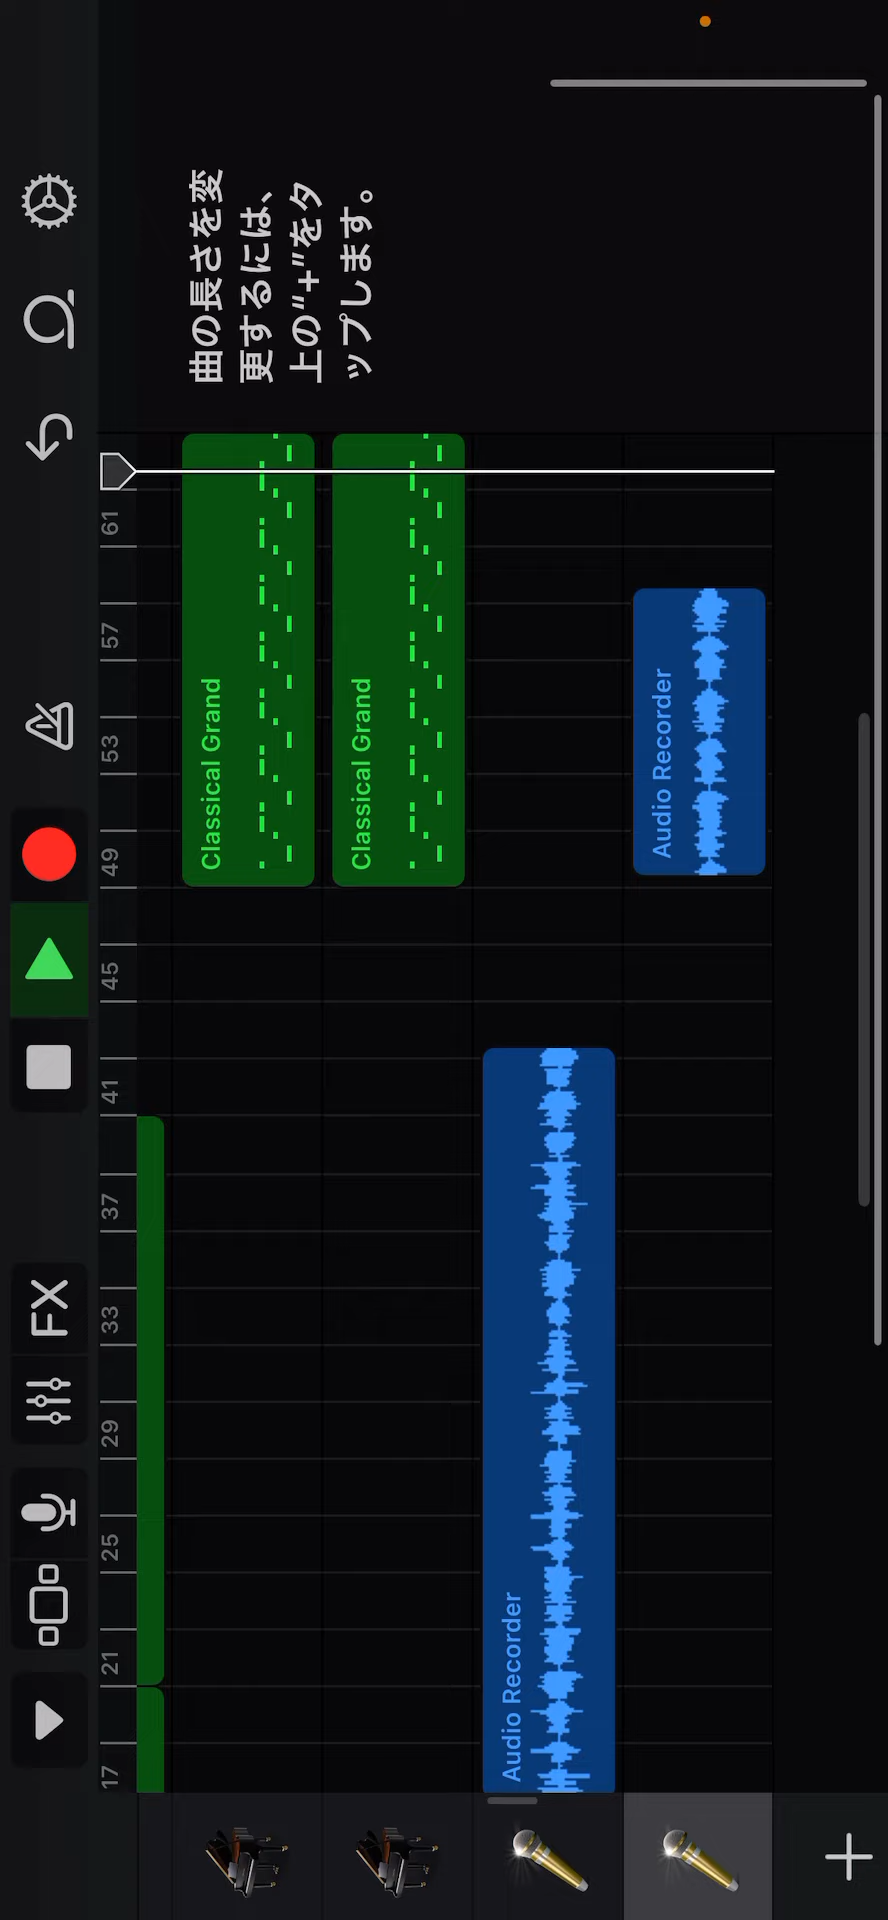 FX
17 21 25 29 33 37 41 45 49 53 57 61
曲の長さを変
更するには、
上の"+"をタ
ップします。
Classical Grand
Classical Grand
Audio Recorder
Audio Recorder